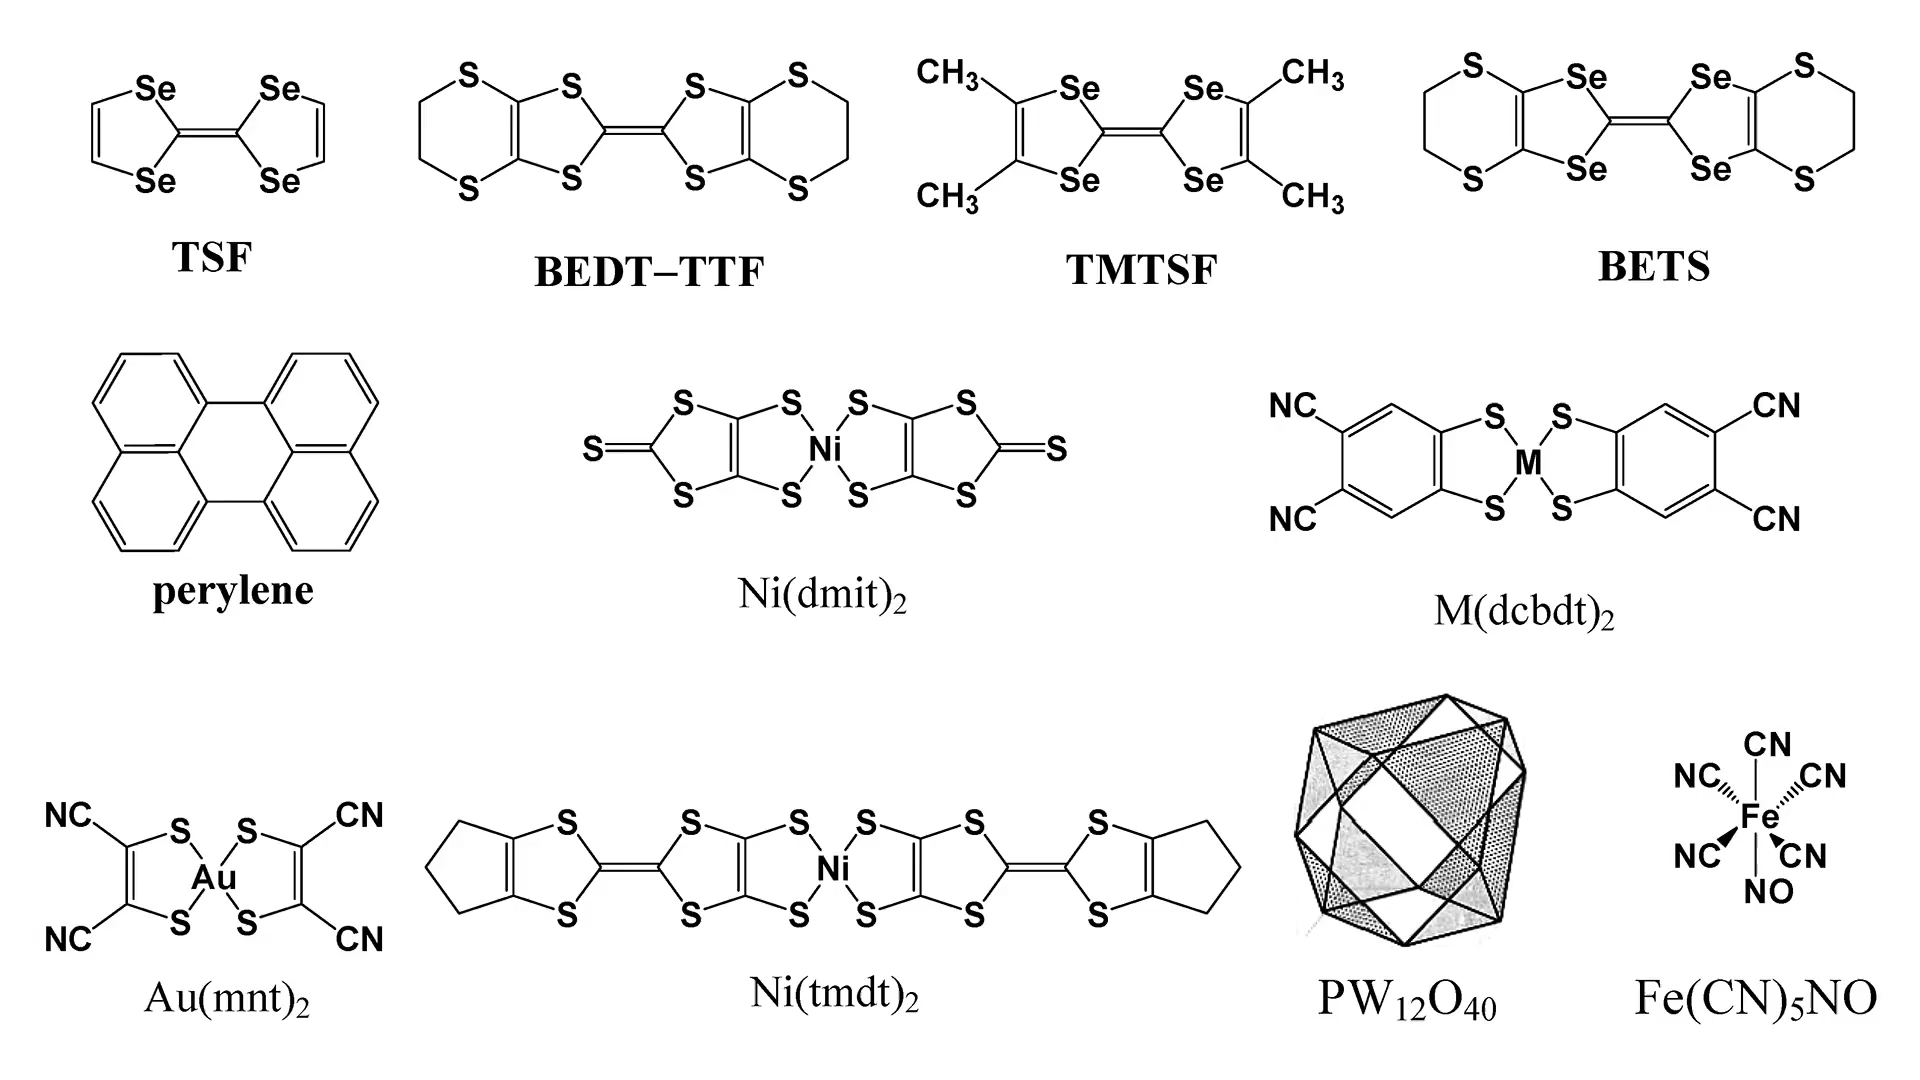 Se Se
Se Se
TSF
S S S S
S S S S
BEDT–TTF
CH₃ Se Se CH₃
CH₃ Se Se CH₃
TMTSF
S Se Se S
S Se Se S
BETS
perylene
S S S S
S Ni S
S S S S
Ni(dmit)₂
NC S S CN
M
NC S S CN
M(dcbdt)₂
NC S S CN
Au
NC S S CN
Au(mnt)₂
S S S S S S
Ni
S S S S S S
Ni(tmdt)₂
PW₁₂O₄₀
CN
NC CN
Fe
NC CN
NO
Fe(CN)₅NO